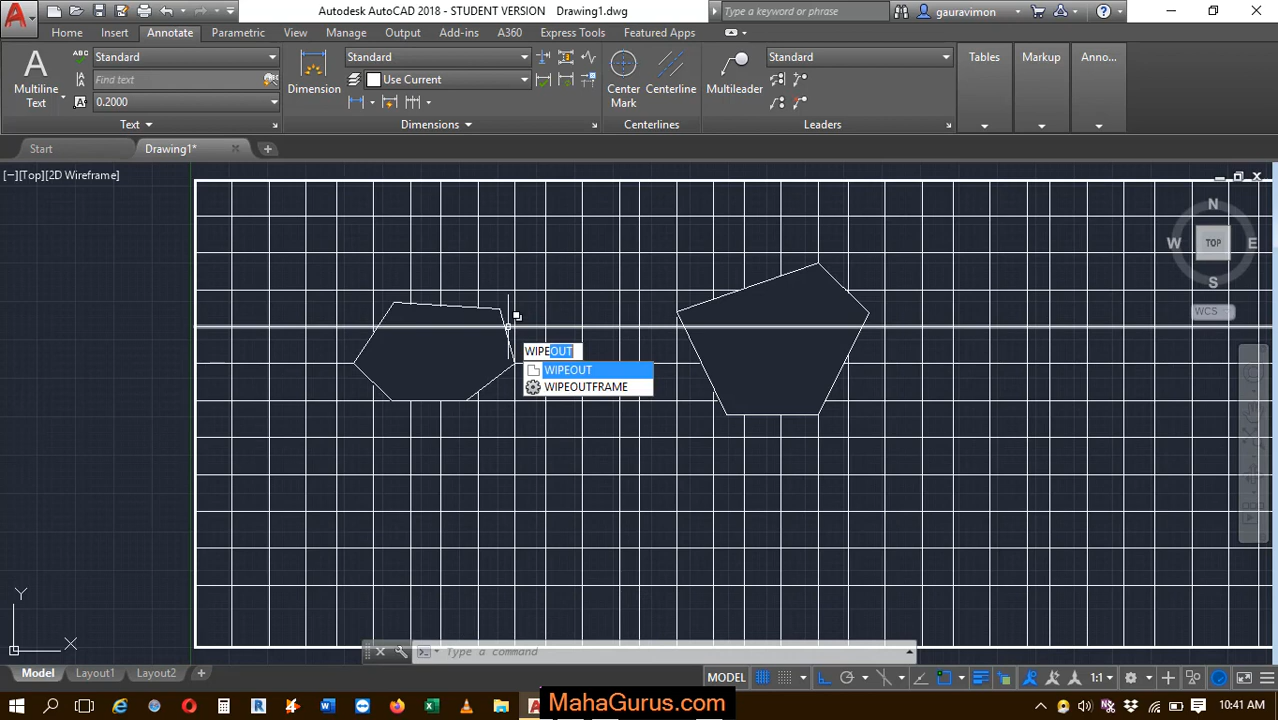 Autodesk AutoCAD 2018 - STUDENT VERSION Drawing1.dwg
Type a keyword or phrase
gauravimon
Home Insert Annotate Parametric View Manage Output Add-ins A360 Express Tools Featured Apps
Multiline Text
Standard
Find text
0.2000
Text
Dimension
Standard
Use Current
Dimensions
Center Mark
Centerline
Centerlines
Multileader
Standard
Leaders
Tables
Markup
Anno...
Start Drawing1*
[−][Top][2D Wireframe]
N
W TOP E
S
WCS
WIPEOUT
WIPEOUT
WIPEOUTFRAME
Y
X
Type a command
Model Layout1 Layout2
MODEL
1:1
MahaGurus.com
10:41 AM